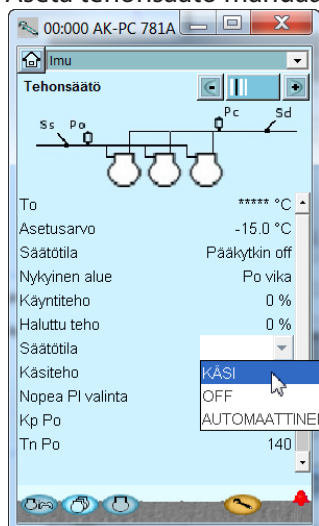 Aseta tehonsäätö
00:000 AK-PC 781A
Imu
Tehonsäätö
Ss Po Pc Sd
To ***** °C
Asetusarvo -15.0 °C
Säätötila Pääkytkin off
Nykyinen alue Po vika
Käyntiteho 0 %
Haluttu teho 0 %
Säätötila
Käsiteho KÄSI
Nopea PI valinta OFF
Kp Po AUTOMAATTINE
Tn Po 140